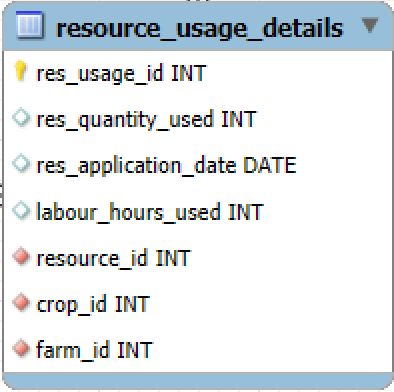 resource_usage_details
res_usage_id INT
res_quantity_used INT
res_application_date DATE
labour_hours_used INT
resource_id INT
crop_id INT
farm_id INT